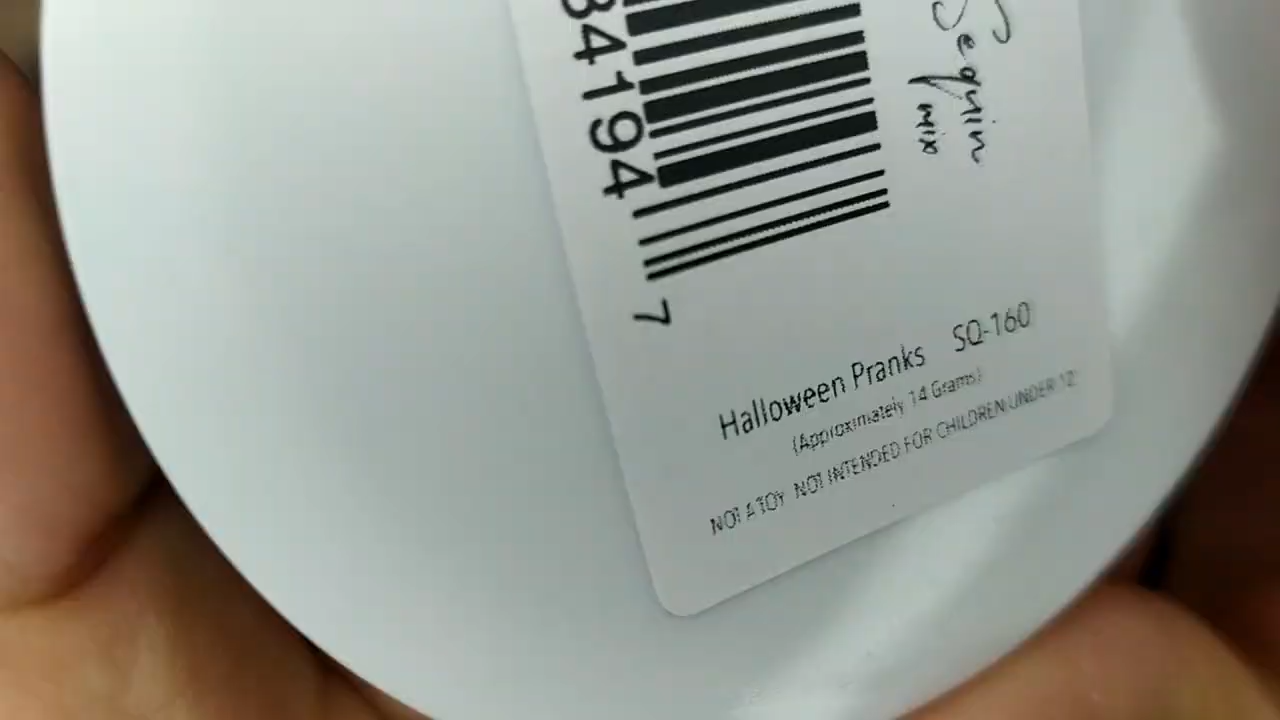 34194
7
Sequin
mix
Halloween Pranks SQ-160
(Approximately 14 Grams)
NOT A TOY NOT INTENDED FOR CHILDREN UNDER 12